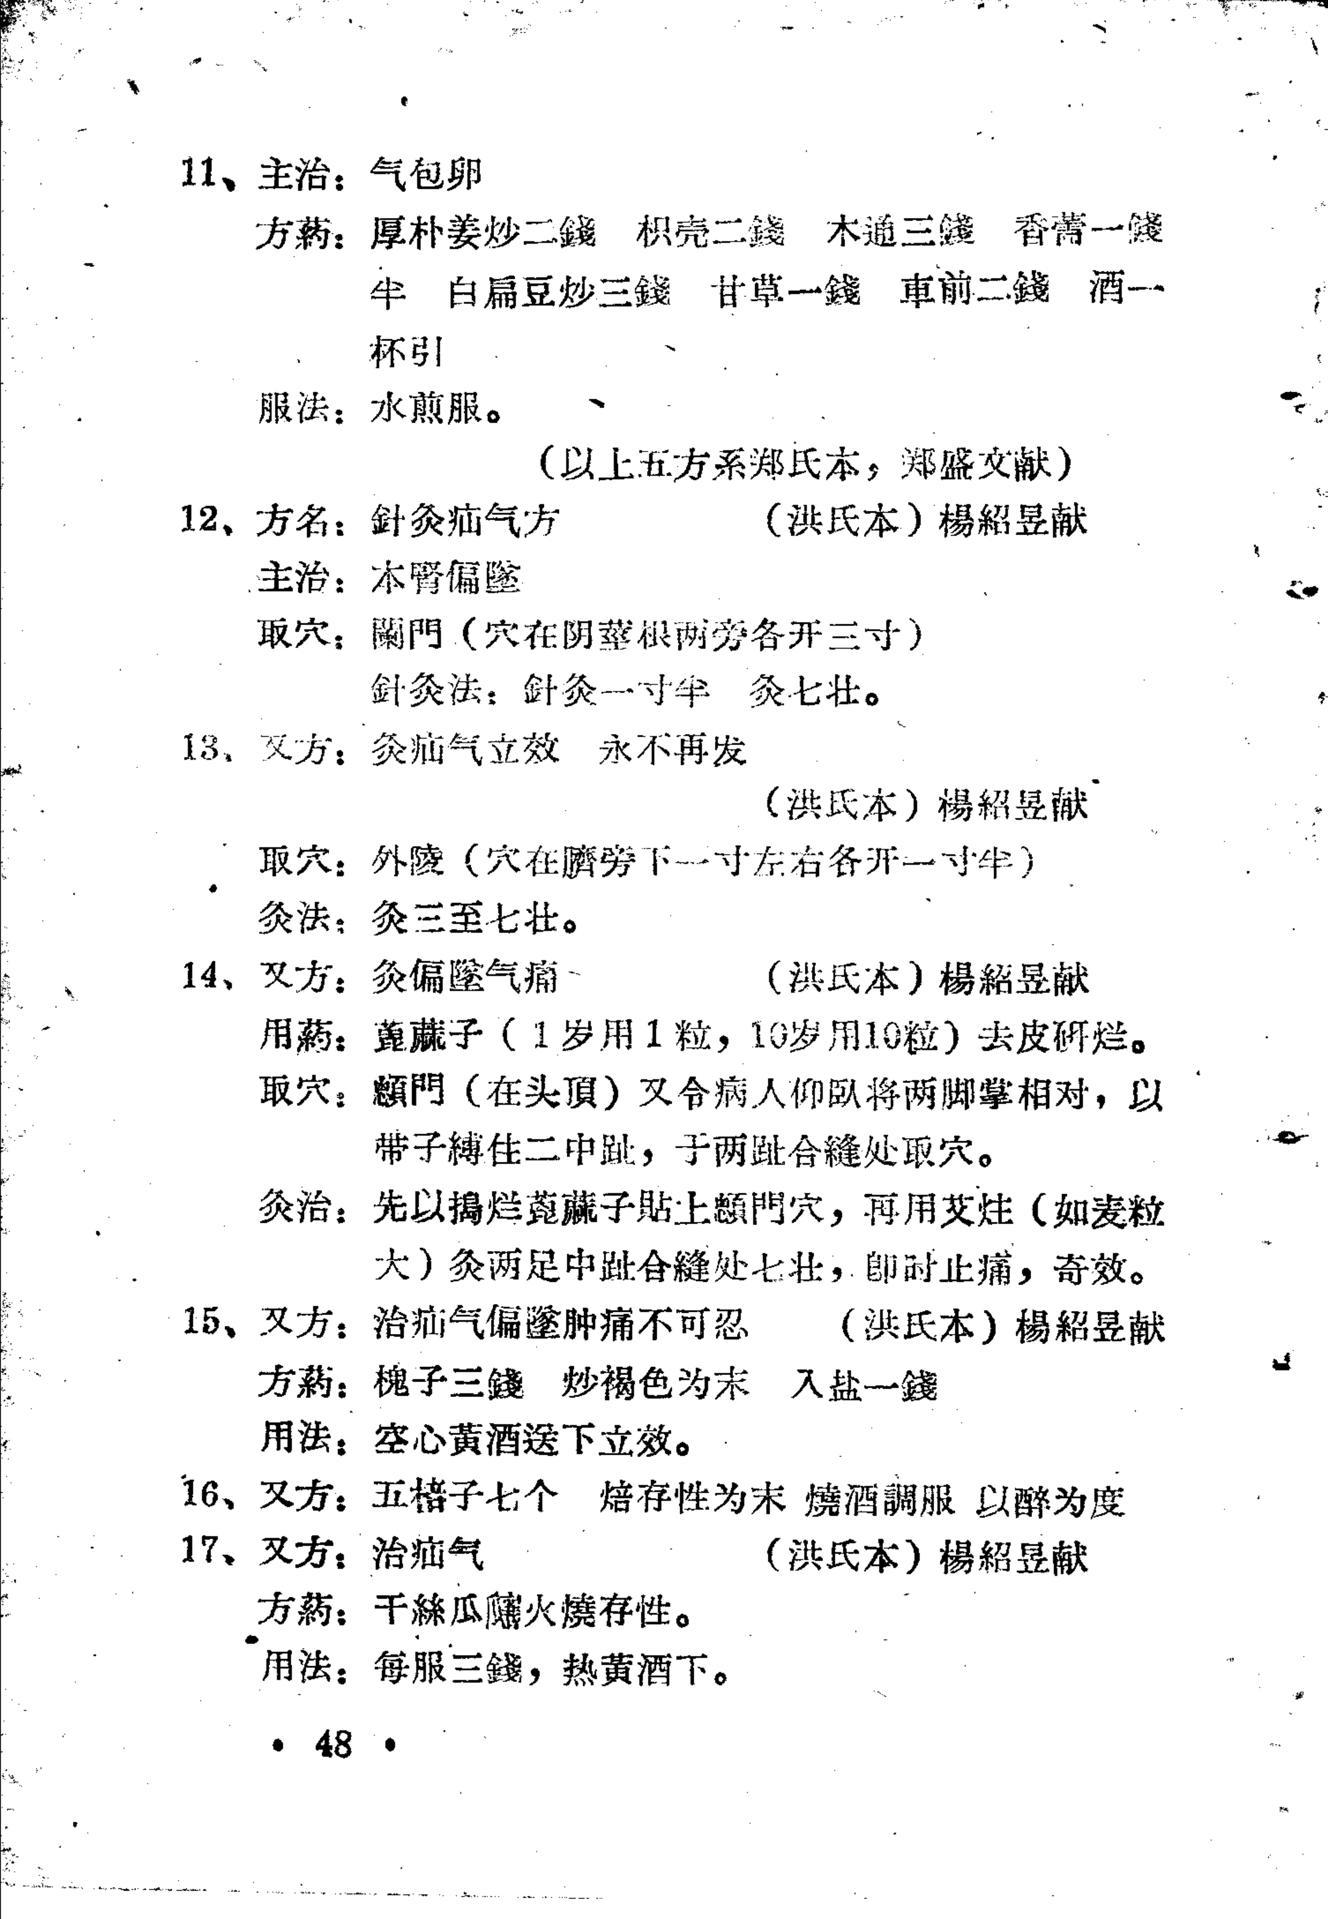 11、主治：气包卵
方葯：厚朴姜炒二錢　枳壳二錢　木通三錢　香薷一錢
半　白扁豆炒三錢　甘草一錢　車前二錢　酒一
杯引
服法：水煎服。
（以上五方系郑氏本，郑盛文献）
12、方名：針灸疝气方　（洪氏本）楊紹昱献
主治：本腎偏墜
取穴：闌門（穴在阴莖根两旁各开三寸）
針灸法：針灸一寸半　灸七壮。
13、又方：灸疝气立效　永不再发
（洪氏本）楊紹昱献
取穴：外陵（穴在臍旁下一寸左右各开一寸半）
灸法：灸三至七壮。
14、又方：灸偏墜气痛　（洪氏本）楊紹昱献
用葯：蓖蔴子（1岁用1粒，10岁用10粒）去皮研烂。
取穴：顖門（在头頂）又令病人仰臥将两脚掌相对，以
带子縛住二中趾，于两趾合縫处取穴。
灸治：先以搗烂蓖蔴子貼上顖門穴，再用艾炷（如麦粒
大）灸两足中趾合縫处七壮，即时止痛，奇效。
15、又方：治疝气偏墜肿痛不可忍　（洪氏本）楊紹昱献
方葯：槐子三錢　炒褐色为末　入盐一錢
用法：空心黃酒送下立效。
16、又方：五棓子七个　焙存性为末　燒酒調服　以醉为度
17、又方：治疝气　（洪氏本）楊紹昱献
方葯：干絲瓜隴火燒存性。
用法：每服三錢，热黄酒下。
• 48 •